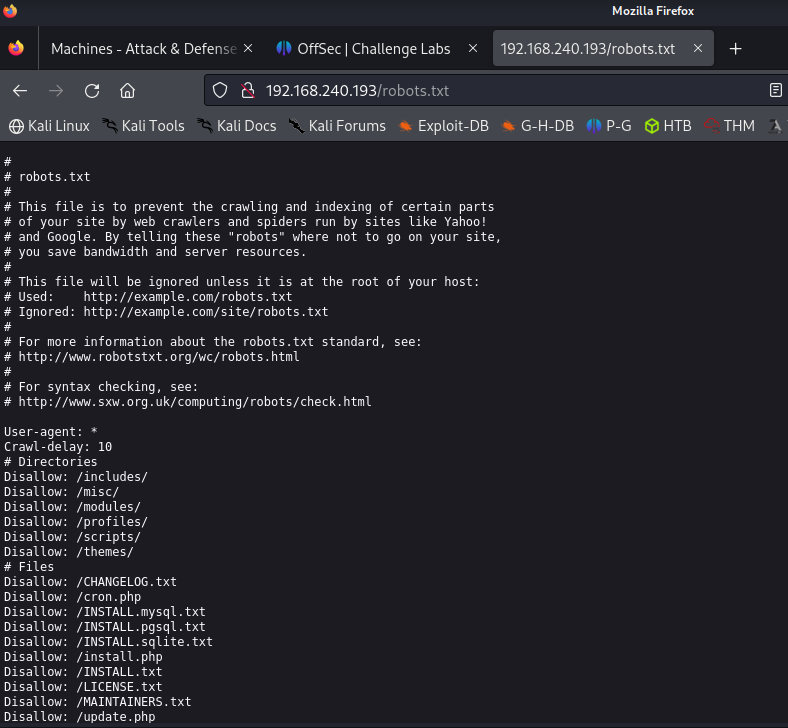 Mozilla Firefox
Machines - Attack & Defense
OffSec | Challenge Labs
192.168.240.193/robots.txt
192.168.240.193/robots.txt
Kali Linux Kali Tools Kali Docs Kali Forums Exploit-DB G-H-DB P-G HTB THM
#
# robots.txt
#
# This file is to prevent the crawling and indexing of certain parts
# of your site by web crawlers and spiders run by sites like Yahoo!
# and Google. By telling these "robots" where not to go on your site,
# you save bandwidth and server resources.
#
# This file will be ignored unless it is at the root of your host:
# Used:    http://example.com/robots.txt
# Ignored: http://example.com/site/robots.txt
#
# For more information about the robots.txt standard, see:
# http://www.robotstxt.org/wc/robots.html
#
# For syntax checking, see:
# http://www.sxw.org.uk/computing/robots/check.html
User-agent: *
Crawl-delay: 10
# Directories
Disallow: /includes/
Disallow: /misc/
Disallow: /modules/
Disallow: /profiles/
Disallow: /scripts/
Disallow: /themes/
# Files
Disallow: /CHANGELOG.txt
Disallow: /cron.php
Disallow: /INSTALL.mysql.txt
Disallow: /INSTALL.pgsql.txt
Disallow: /INSTALL.sqlite.txt
Disallow: /install.php
Disallow: /INSTALL.txt
Disallow: /LICENSE.txt
Disallow: /MAINTAINERS.txt
Disallow: /update.php